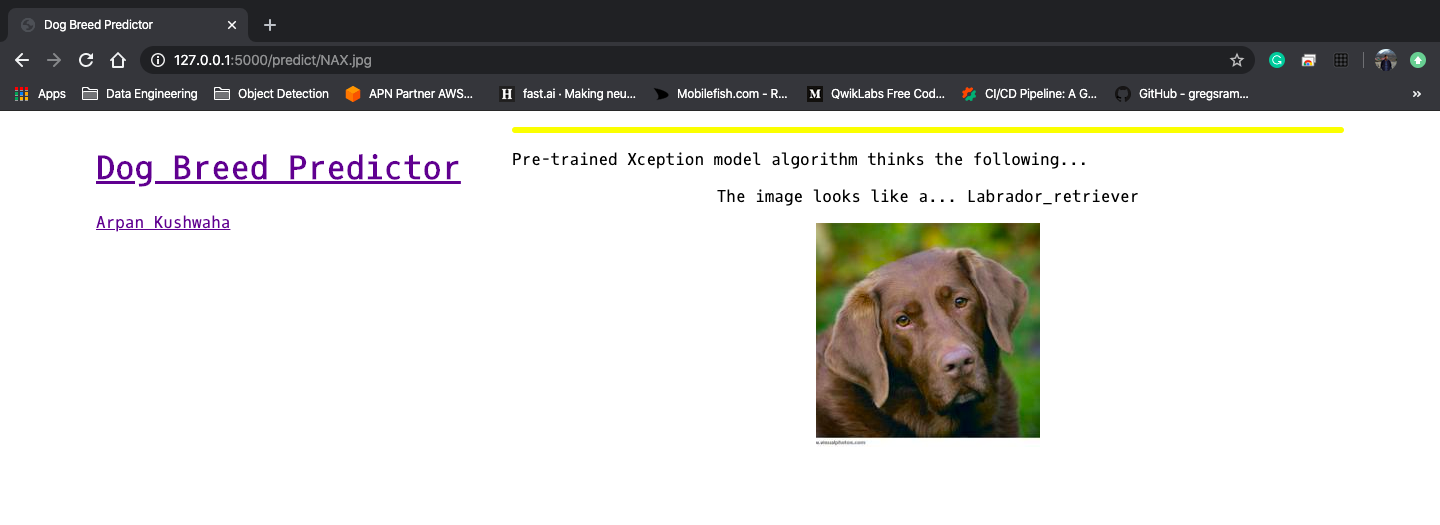 Dog Breed Predictor
127.0.0.1:5000/predict/NAX.jpg
Apps
Data Engineering
Object Detection
APN Partner AWS...
H
fast.ai · Making neu...
Mobilefish.com - R...
M
QwikLabs Free Cod...
CI/CD Pipeline: A G...
GitHub - gregsram...
»
Dog Breed Predictor
Arpan Kushwaha
Pre-trained Xception model algorithm thinks the following...
The image looks like a... Labrador_retriever